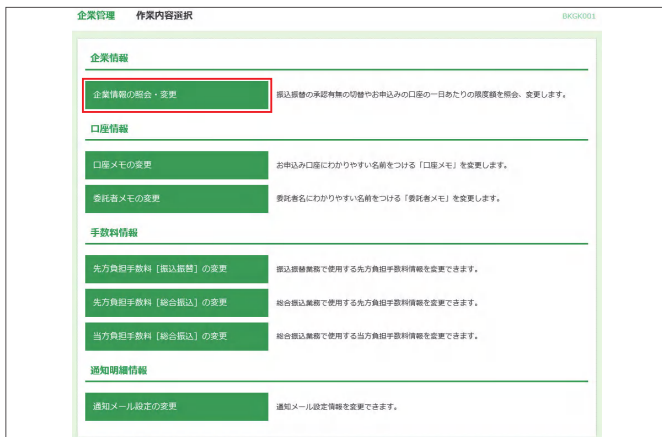 企業管理 作業内容選択 BKGK001
企業情報
企業情報の照会・変更 振込振替の承認有無の切替やお申込みの口座の一日あたりの限度額を照会、変更します。
口座情報
口座メモの変更 お申込み口座にわかりやすい名前をつける「口座メモ」を変更します。
委託者メモの変更 委託者名にわかりやすい名前をつける「委託者メモ」を変更します。
手数料情報
先方負担手数料［振込振替］の変更 振込振替業務で使用する先方負担手数料情報を変更できます。
先方負担手数料［総合振込］の変更 総合振込業務で使用する先方負担手数料情報を変更できます。
当方負担手数料［総合振込］の変更 総合振込業務で使用する当方負担手数料情報を変更できます。
通知明細情報
通知メール設定の変更 通知メール設定情報を変更できます。